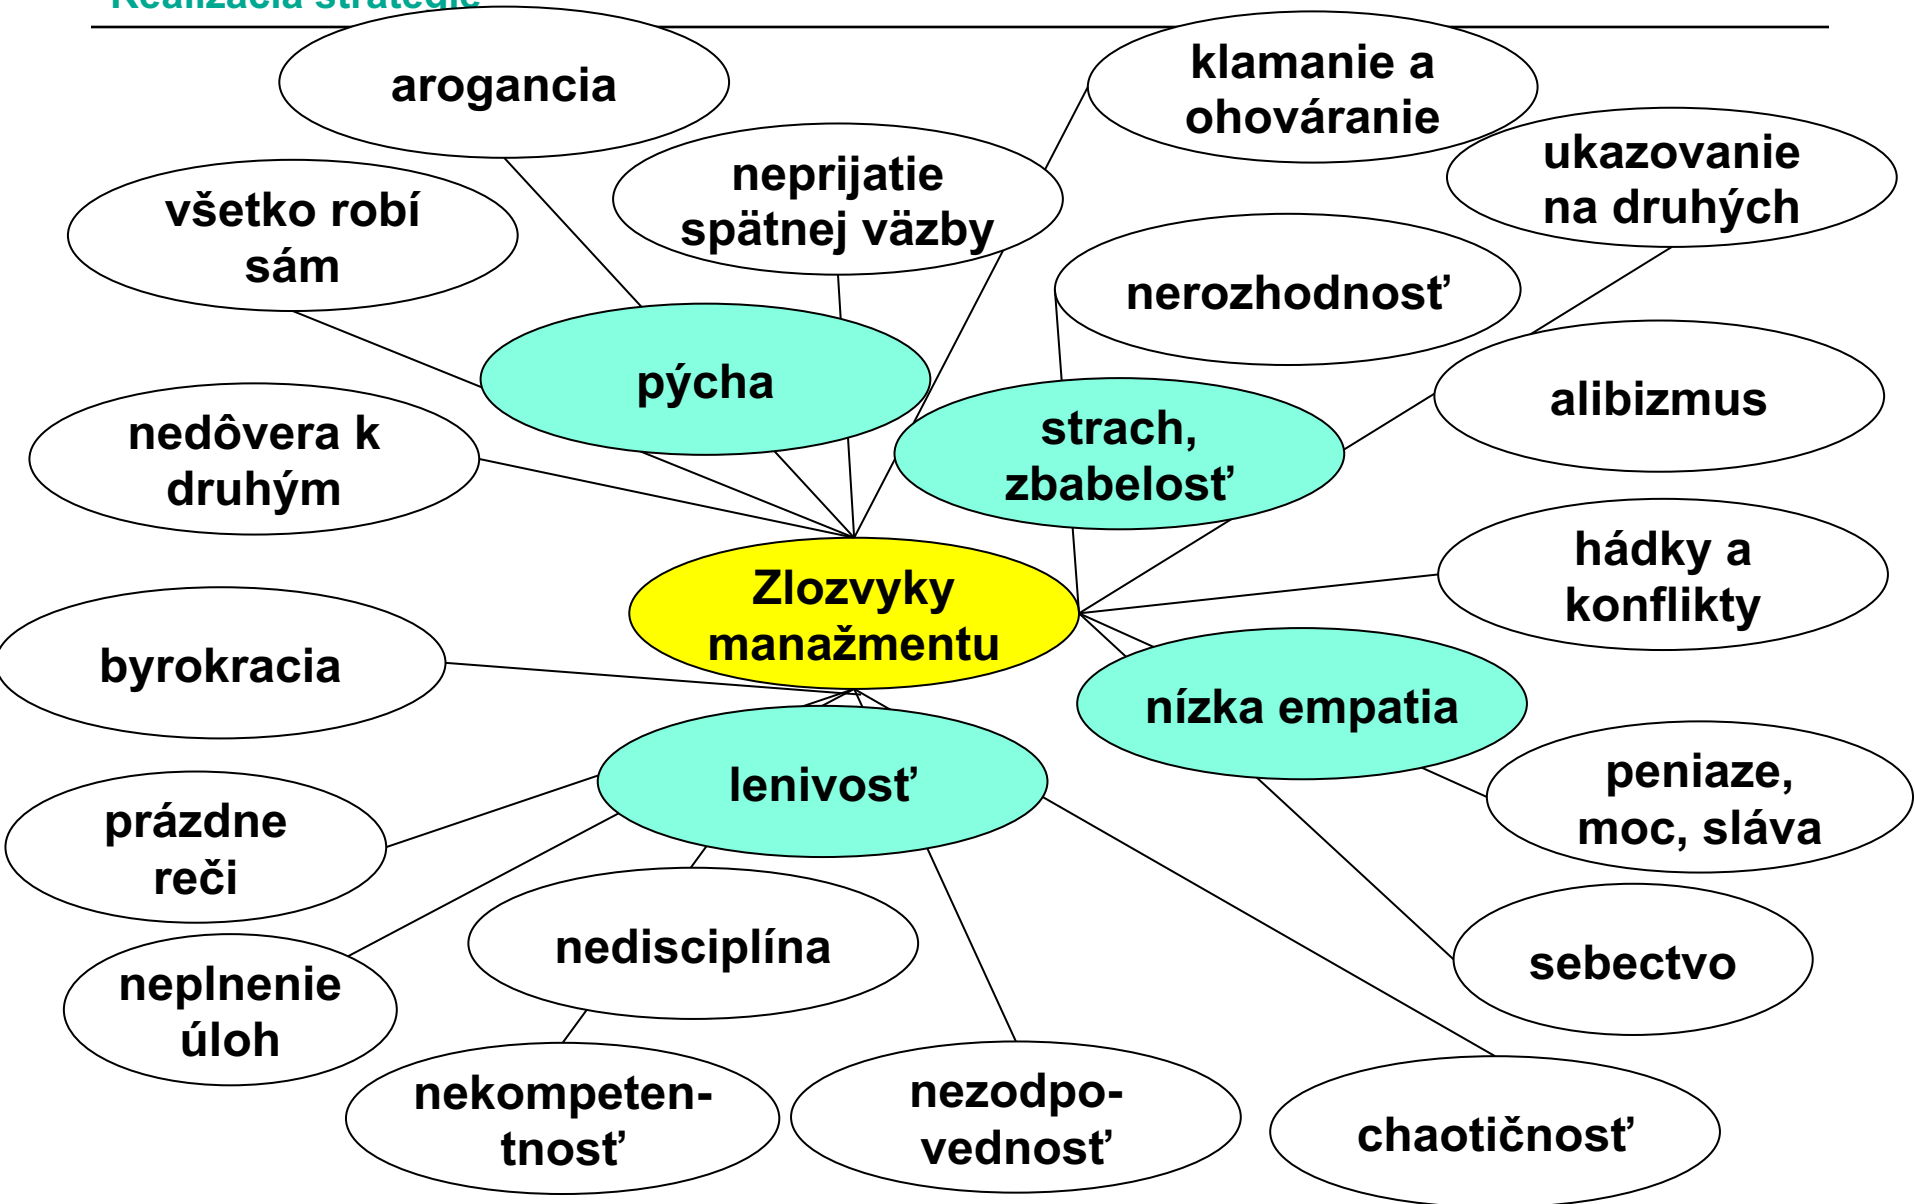 Realizácia stratégie
arogancia
klamanie a
ohováranie
neprijatie
spätnej väzby
ukazovanie
na druhých
všetko robí
sám
nerozhodnosť
pýcha
alibizmus
nedôvera k
druhým
strach,
zbabelosť
hádky a
konflikty
Zlozvyky
manažmentu
byrokracia
nízka empatia
lenivosť
peniaze,
moc, sláva
prázdne
reči
nedisciplína
sebectvo
neplnenie
úloh
nekompeten-
tnosť
nezodpo-
vednosť
chaotičnosť